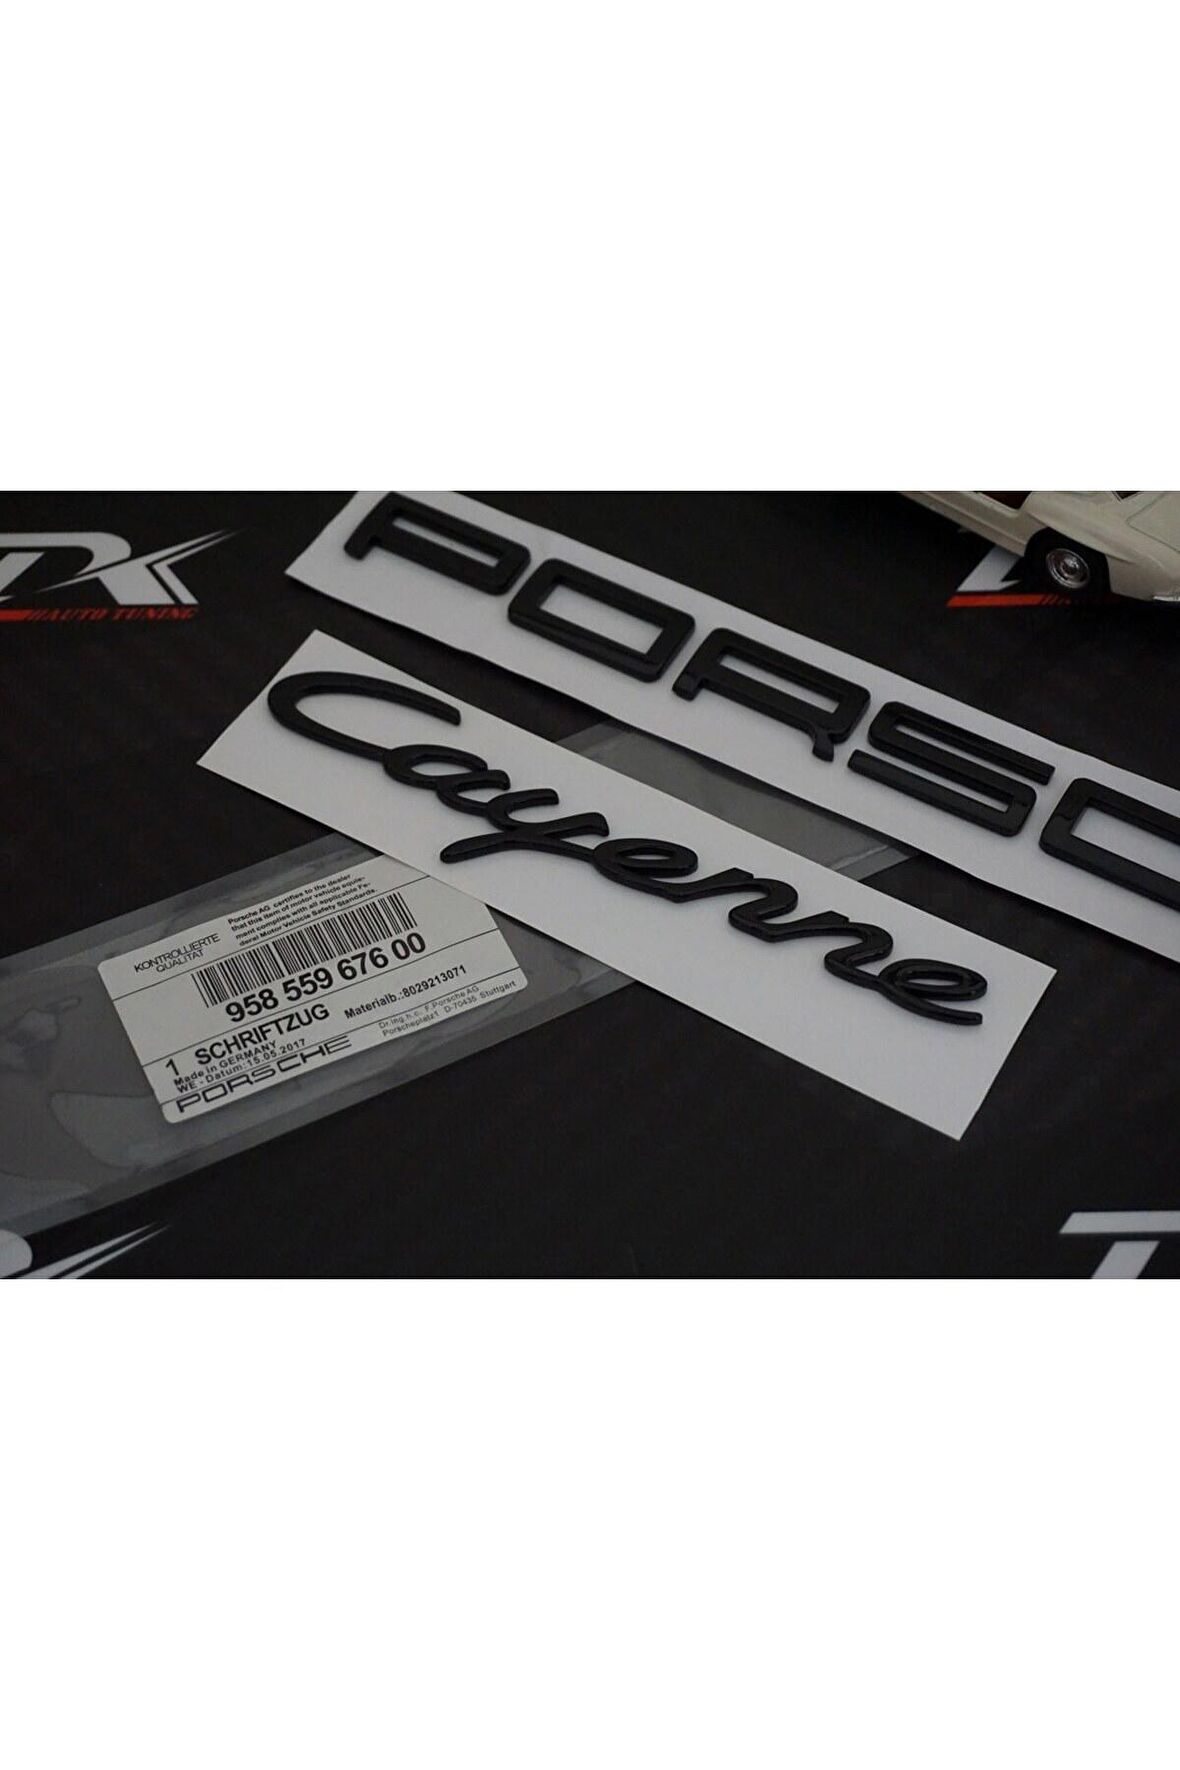 AUTO TUNING
PORSC
Cayenne
KONTROLLIERTE
QUALITÄT
Porsche AG certifies to the dealer
that this item of motor vehicle equip-
ment complies with all applicable Fe-
deral Motor Vehicle Safety Standards.
958 559 676 00
1 SCHRIFTZUG
Materialb.:8029213071
Made in GERMANY
WE - Datum:15.05.2017
Dr.Ing.h.c. F.Porsche AG
Porscheplatz1 D-70435 Stuttgart
PORSCHE